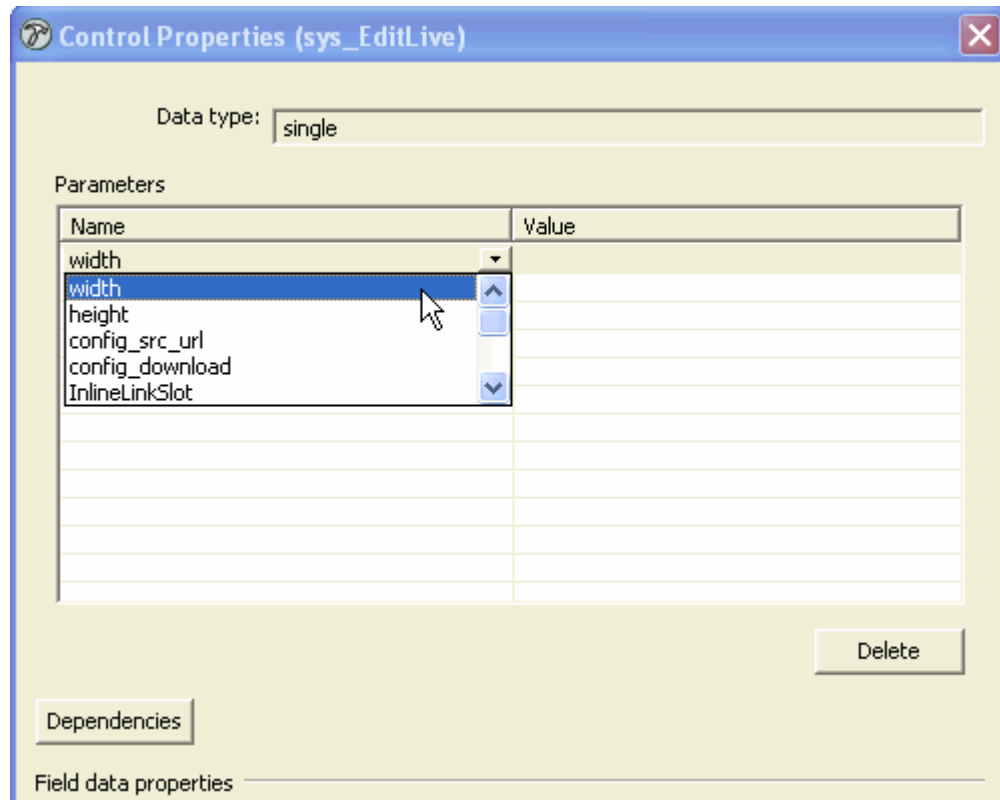 Control Properties (sys_EditLive)
Data type: single
Parameters
Name Value
width
width
height
config_src_url
config_download
InlineLinkSlot
Delete
Dependencies
Field data properties